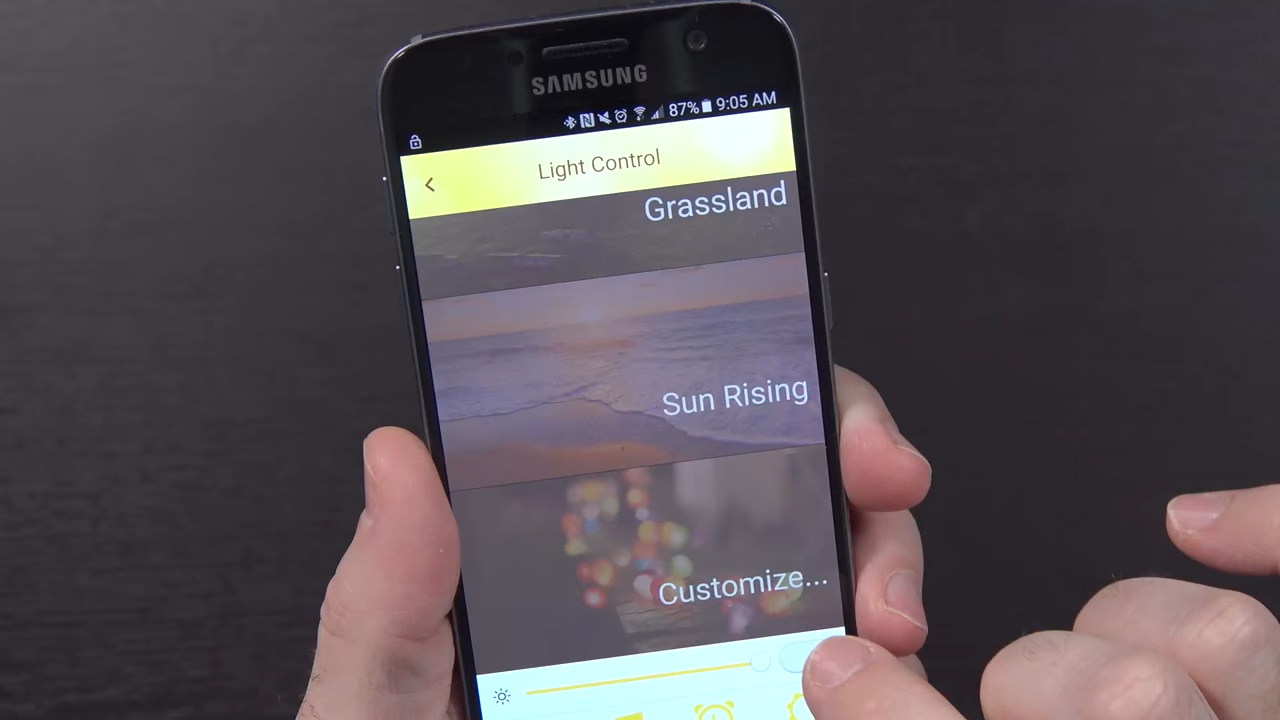 SAMSUNG
87% 9:05 AM
Light Control
Grassland
Sun Rising
Customize...